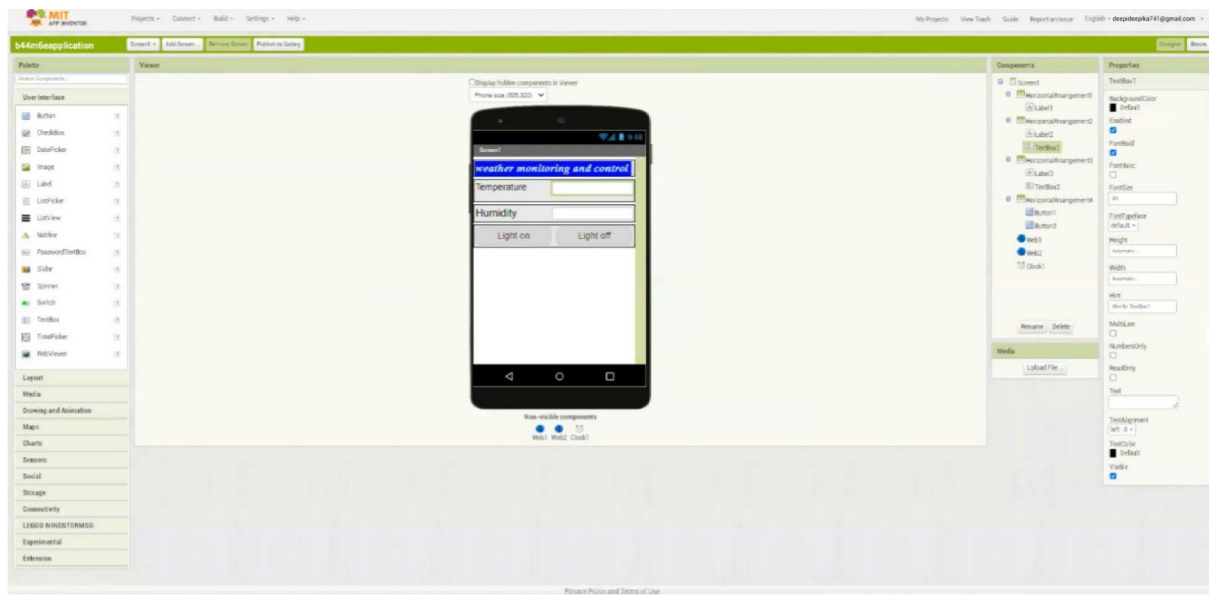 MIT
APP INVENTOR
Projects
Connect
Build
Settings
Help
My Projects
View Trash
Guide
Report an Issue
English
deepideepika741@gmail.com
b44m6eapplication
Screen1
Add Screen ...
Remove Screen
Publish to Gallery
Designer
Blocks
Palette
Search Components...
User Interface
Button
CheckBox
DatePicker
Image
Label
ListPicker
ListView
Notifier
PasswordTextBox
Slider
Spinner
Switch
TextBox
TimePicker
WebViewer
Layout
Media
Drawing and Animation
Maps
Charts
Sensors
Social
Storage
Connectivity
LEGO® MINDSTORMS®
Experimental
Extension
Viewer
Display hidden components in Viewer
Phone size (505,320)
9:48
Screen1
weather monitoring and control
Temperature
Humidity
Light on
Light off
Non-visible components
Web1
Web2
Clock1
Components
Screen1
HorizontalArrangement1
Label1
HorizontalArrangement2
Label2
TextBox1
HorizontalArrangement3
Label3
TextBox2
HorizontalArrangement4
Button1
Button2
Web1
Web2
Clock1
Rename
Delete
Media
Upload File ...
Properties
TextBox1
BackgroundColor
Default
Enabled
FontBold
FontItalic
FontSize
FontTypeface
default
Height
Automatic...
Width
Automatic...
Hint
Hint for TextBox1
MultiLine
NumbersOnly
ReadOnly
Text
TextAlignment
left : 0
TextColor
Default
Visible
Privacy Policy and Terms of Use